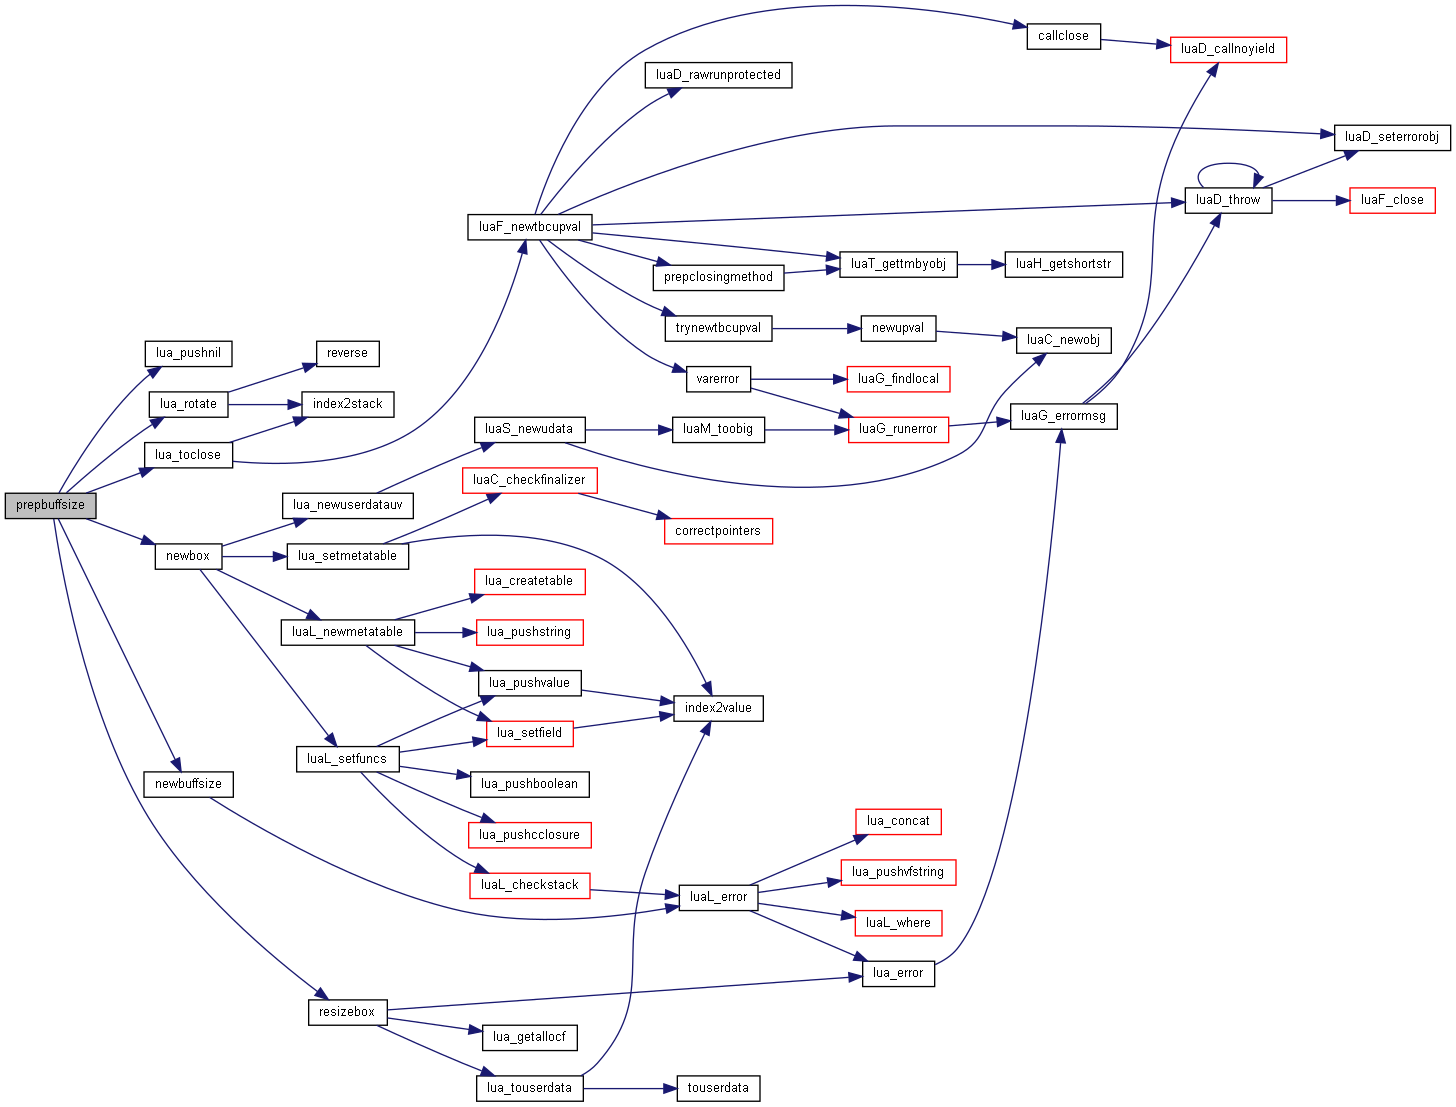 callclose
luaD_callnoyield
luaD_rawrunprotected
luaD_seterrorobj
luaD_throw
luaF_close
luaF_newtbcupval
luaT_gettmbyobj
luaH_getshortstr
prepclosingmethod
trynewtbcupval
newupval
luaC_newobj
lua_pushnil
reverse
varerror
luaG_findlocal
lua_rotate
index2stack
luaG_errormsg
luaS_newudata
luaM_toobig
luaG_runerror
lua_toclose
luaC_checkfinalizer
prepbuffsize
lua_newuserdatauv
correctpointers
newbox
lua_setmetatable
lua_createtable
luaL_newmetatable
lua_pushstring
lua_pushvalue
index2value
lua_setfield
luaL_setfuncs
newbuffsize
lua_pushboolean
lua_concat
lua_pushcclosure
lua_pushvfstring
luaL_checkstack
luaL_error
luaL_where
lua_error
resizebox
lua_getallocf
lua_touserdata
touserdata